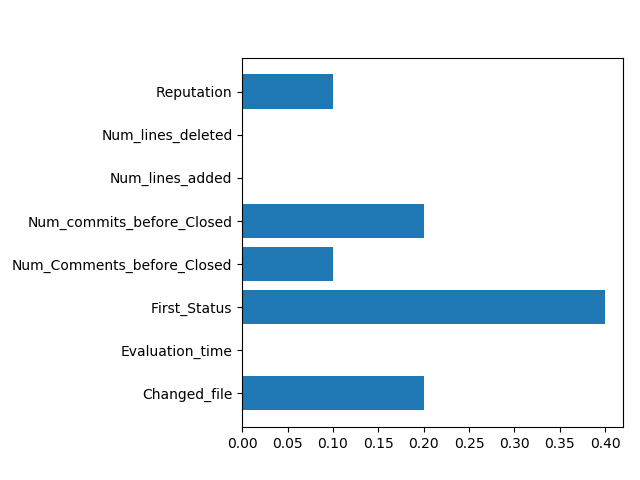 Reputation
Num_lines_deleted
Num_lines_added
Num_commits_before_Closed
Num_Comments_before_Closed
First_Status
Evaluation_time
Changed_file
0.00 0.05 0.10 0.15 0.20 0.25 0.30 0.35 0.40